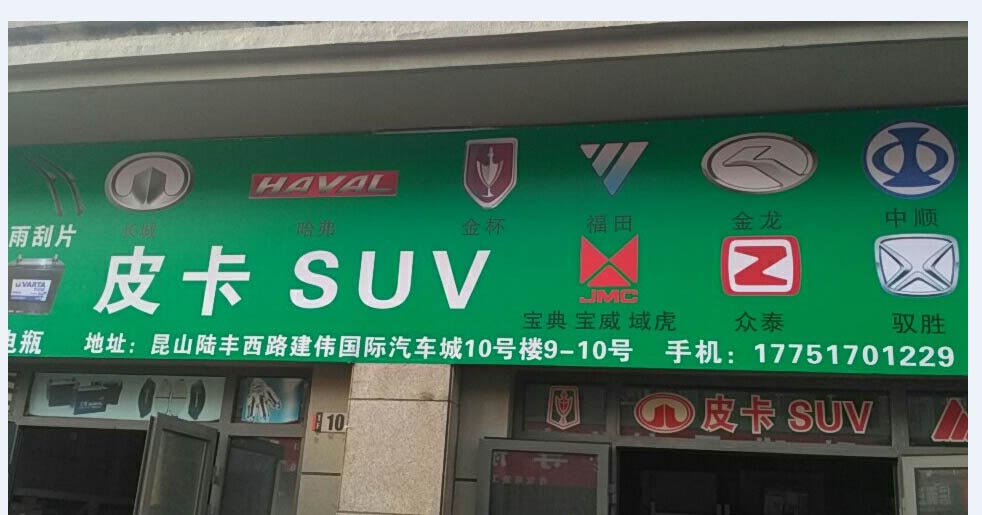 HAVAL
长城 哈弗 金杯 福田 金龙 中顺
雨刮片
皮卡 SUV
VARTA
JMC
宝典 宝威 域虎 众泰 驭胜
电瓶
地址：昆山陆丰西路建伟国际汽车城10号楼9-10号 手机：17751701229
10
皮卡 SUV